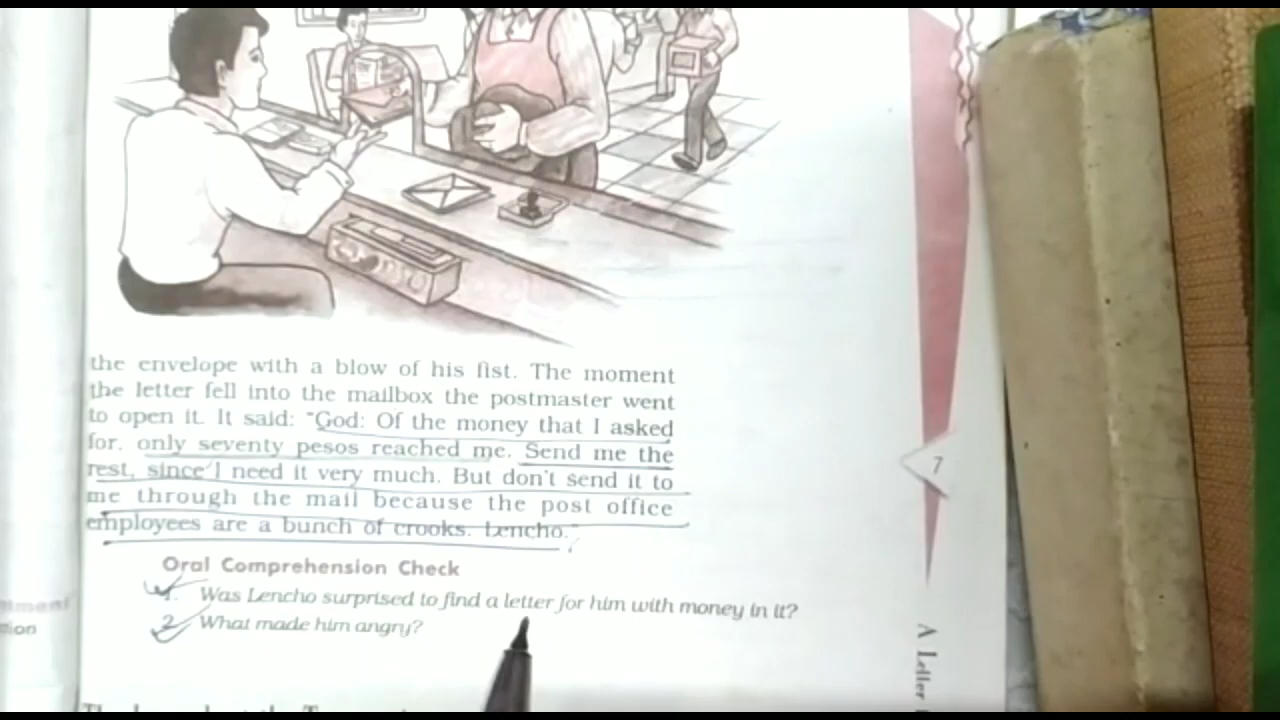 the envelope with a blow of his fist. The moment
the letter fell into the mailbox the postmaster went
to open it. It said: "God: Of the money that I asked
for, only seventy pesos reached me. Send me the
rest, since I need it very much. But don't send it to
me through the mail because the post office
employees are a bunch of crooks. Lencho."
Oral Comprehension Check
1. Was Lencho surprised to find a letter for him with money in it?
2. What made him angry?
7
A Letter